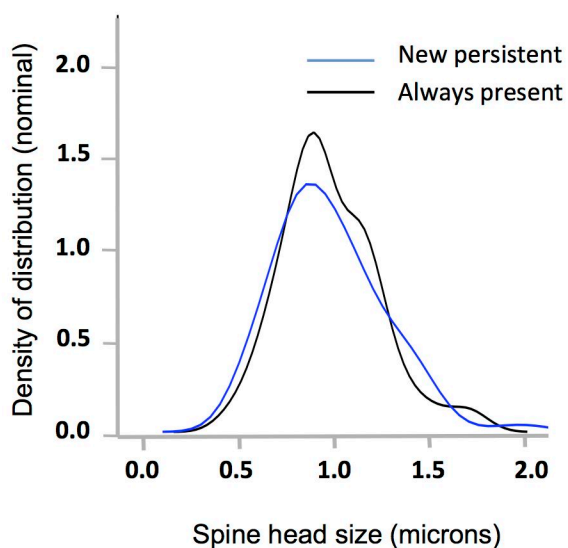 New persistent
Always present
Density of distribution (nominal)
2.0
1.5
1.0
0.5
0.0
0.0 0.5 1.0 1.5 2.0
Spine head size (microns)